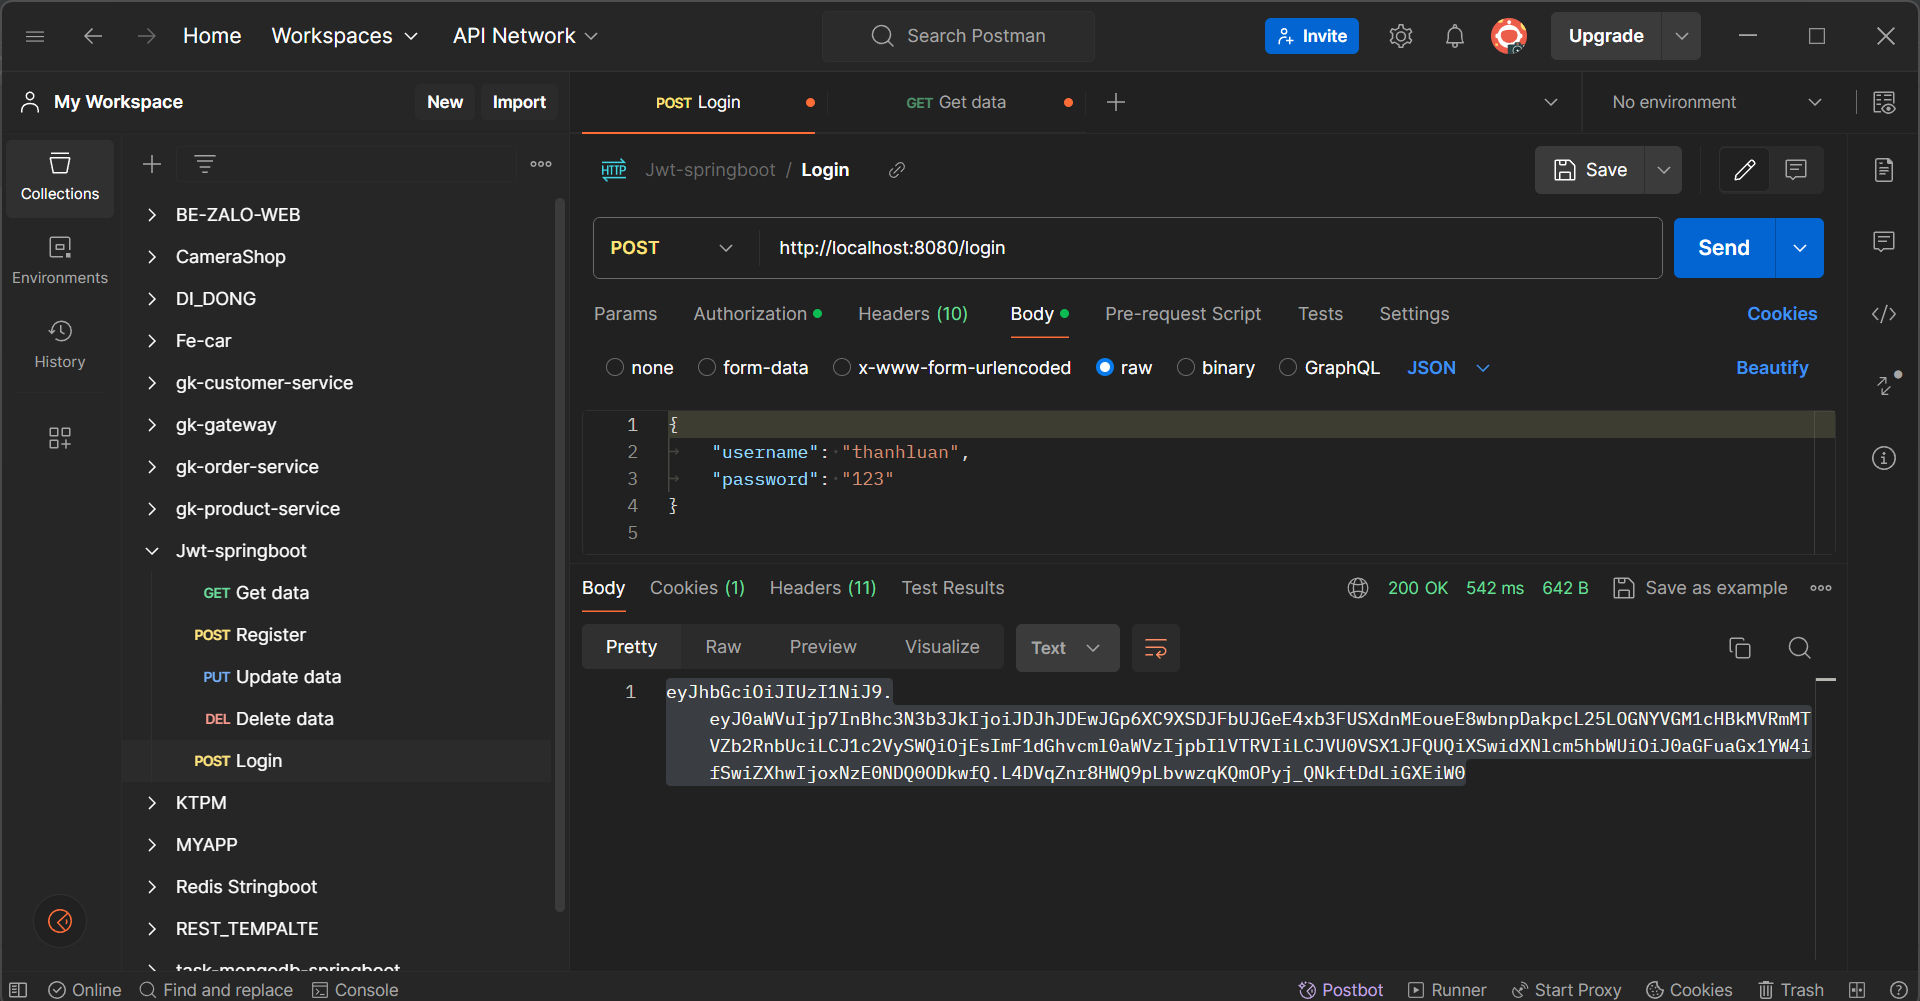 Home Workspaces API Network Search Postman Invite Upgrade
My Workspace New Import
POST Login GET Get data No environment
Collections
Environments
History
BE-ZALO-WEB
CameraShop
DI_DONG
Fe-car
gk-customer-service
gk-gateway
gk-order-service
gk-product-service
Jwt-springboot
GET Get data
POST Register
PUT Update data
DEL Delete data
POST Login
KTPM
MYAPP
Redis Stringboot
REST_TEMPALTE
task-mongodb-springboot
HTTP Jwt-springboot / Login Save
POST http://localhost:8080/login Send
Params Authorization Headers (10) Body Pre-request Script Tests Settings Cookies
none form-data x-www-form-urlencoded raw binary GraphQL JSON Beautify
1 {
2 "username": "thanhluan",
3 "password": "123"
4 }
5
Body Cookies (1) Headers (11) Test Results 200 OK 542 ms 642 B Save as example
Pretty Raw Preview Visualize Text
1 eyJhbGciOiJIUzI1NiJ9.
eyJ0aWVuIjp7InBhc3N3b3JkIjoiJDJhJDEwJGp6XC9XSDJFbUJGeE4xb3FUSXdnMEoueE8wbnpDakpcL25LOGNYVGM1cHBkMVRmMT
VZb2RnbUciLCJ1c2VySWQiOjEsImF1dGhvcml0aWVzIjpbIlVTRVIiLCJVU0VSX1JFQUQiXSwidXNlcm5hbWUiOiJ0aGFuaGx1YW4i
fSwiZXhwIjoxNzE0NDQ0ODkwfQ.L4DVqZnr8HWQ9pLbvwzqKQmOPyj_QNkftDdLiGXEiW0
Online Find and replace Console Postbot Runner Start Proxy Cookies Trash